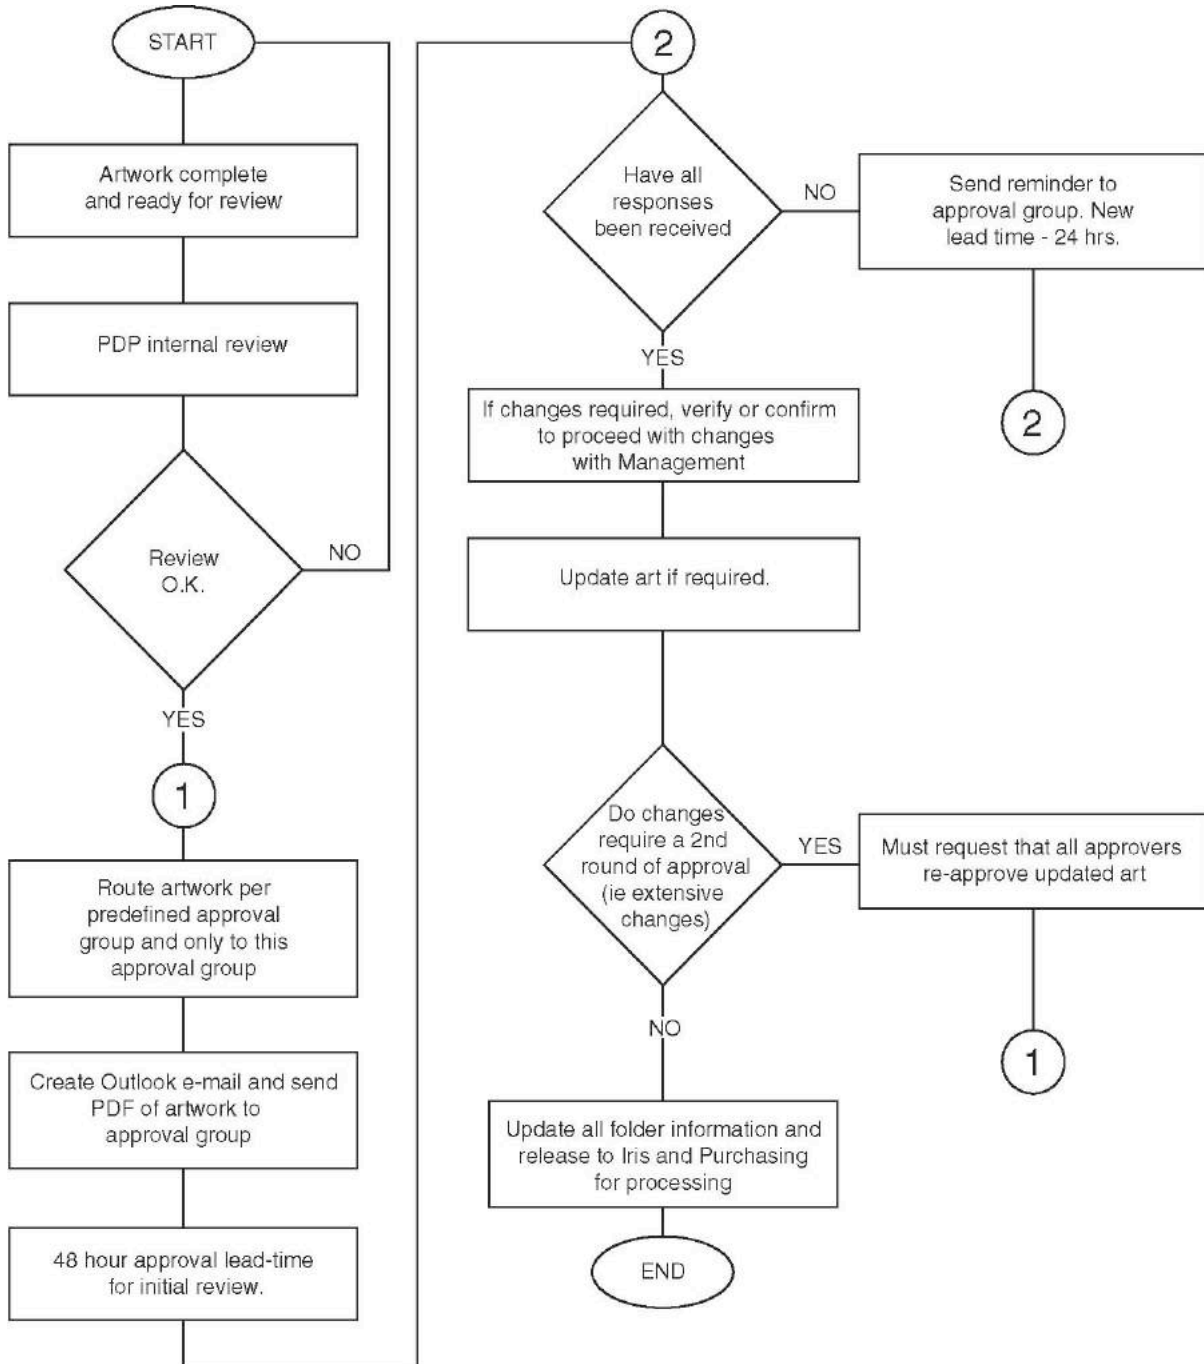 START
Artwork complete
and ready for review
PDP internal review
Review
O.K.
NO
YES
1
Route artwork per
predefined approval
group and only to this
approval group
Create Outlook e-mail and send
PDF of artwork to
approval group
48 hour approval lead-time
for initial review.
2
Have all
responses
been received
NO
Send reminder to
approval group. New
lead time - 24 hrs.
2
YES
If changes required, verify or confirm
to proceed with changes
with Management
Update art if required.
Do changes
require a 2nd
round of approval
(ie extensive
changes)
YES
Must request that all approvers
re-approve updated art
1
NO
Update all folder information and
release to Iris and Purchasing
for processing
END